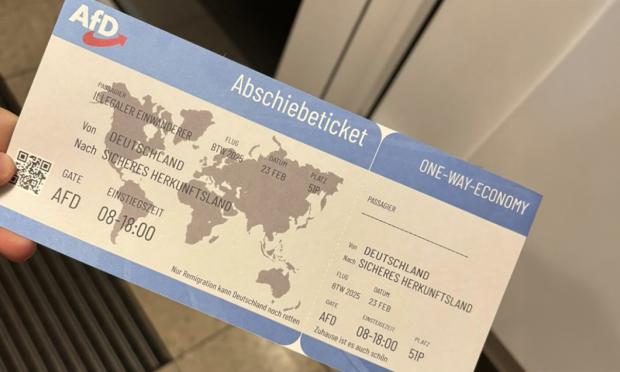 AfD
Abschiebeticket
ONE-WAY-ECONOMY
PASSAGIER
ILLEGALER EINWANDERER
Von DEUTSCHLAND
Nach SICHERES HERKUNFTSLAND
FLUG DATUM PLATZ
BTW 2025 23 FEB 51P
GATE EINSTIEGSZEIT
AFD 08-18:00
Nur Remigration kann Deutschland noch retten
PASSAGIER
Von DEUTSCHLAND
Nach SICHERES HERKUNFTSLAND
FLUG DATUM
BTW 2025 23 FEB
GATE EINSTIEGSZEIT PLATZ
AFD 08-18:00 51P
Zuhause ist es auch schön